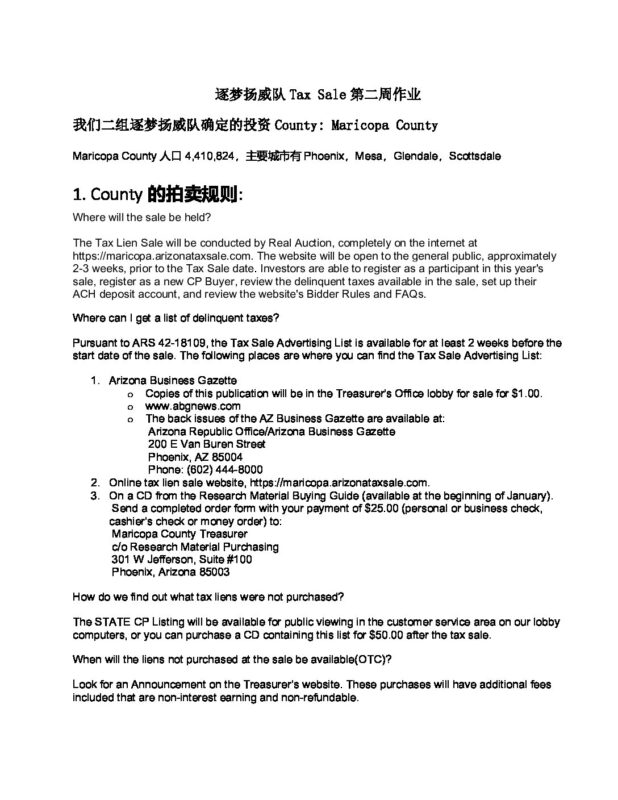 逐梦扬威队 Tax Sale 第二周作业
我们二组逐梦扬威队确定的投资 County: Maricopa County
Maricopa County 人口 4,410,824，主要城市有 Phoenix，Mesa，Glendale，Scottsdale
1. County 的拍卖规则:
Where will the sale be held?
The Tax Lien Sale will be conducted by Real Auction, completely on the internet at
https://maricopa.arizonataxsale.com. The website will be open to the general public, approximately
2-3 weeks, prior to the Tax Sale date. Investors are able to register as a participant in this year's
sale, register as a new CP Buyer, review the delinquent taxes available in the sale, set up their
ACH deposit account, and review the website's Bidder Rules and FAQs.
Where can I get a list of delinquent taxes?
Pursuant to ARS 42-18109, the Tax Sale Advertising List is available for at least 2 weeks before the
start date of the sale. The following places are where you can find the Tax Sale Advertising List:
1. Arizona Business Gazette
o Copies of this publication will be in the Treasurer's Office lobby for sale for $1.00.
o www.abgnews.com
o The back issues of the AZ Business Gazette are available at:
Arizona Republic Office/Arizona Business Gazette
200 E Van Buren Street
Phoenix, AZ 85004
Phone: (602) 444-8000
2. Online tax lien sale website, https://maricopa.arizonataxsale.com.
3. On a CD from the Research Material Buying Guide (available at the beginning of January).
Send a completed order form with your payment of $25.00 (personal or business check,
cashier's check or money order) to:
Maricopa County Treasurer
c/o Research Material Purchasing
301 W Jefferson, Suite #100
Phoenix, Arizona 85003
How do we find out what tax liens were not purchased?
The STATE CP Listing will be available for public viewing in the customer service area on our lobby
computers, or you can purchase a CD containing this list for $50.00 after the tax sale.
When will the liens not purchased at the sale be available(OTC)?
Look for an Announcement on the Treasurer's website. These purchases will have additional fees
included that are non-interest earning and non-refundable.